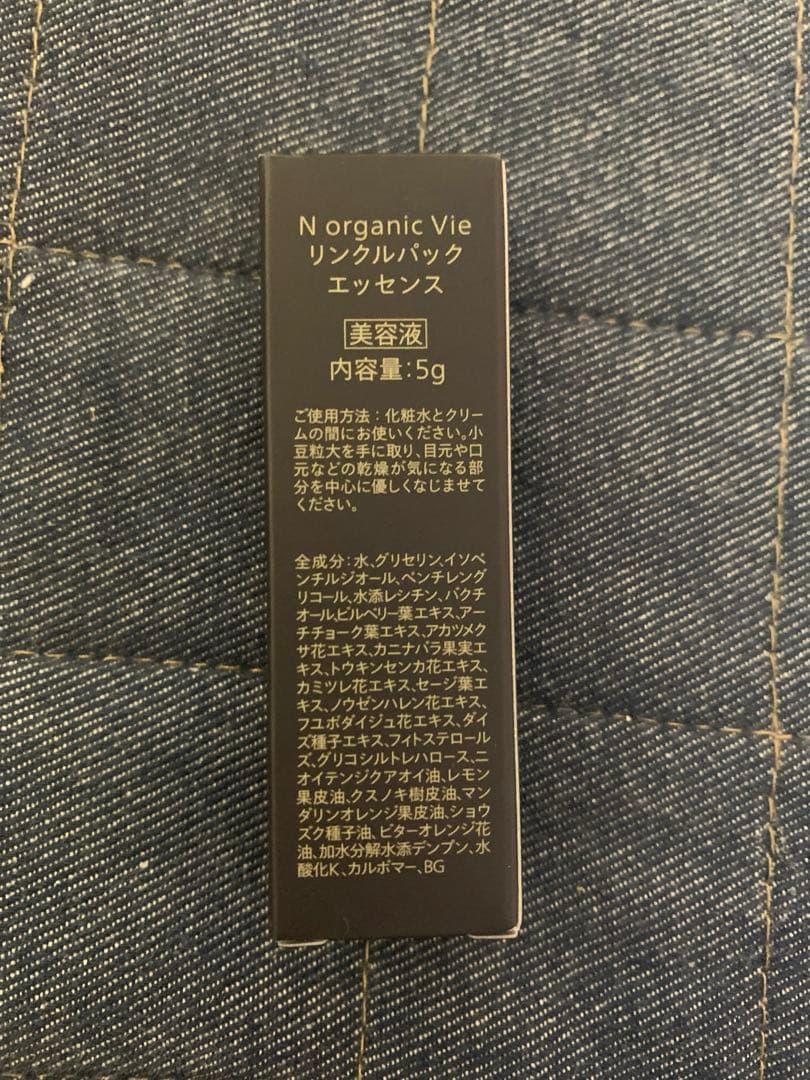 N organic Vie
リンクルパック
エッセンス
美容液
内容量:5g
ご使用方法:化粧水とクリー
ムの間にお使いください。小
豆粒大を手に取り、目元や口
元などの乾燥が気になる部
分を中心に優しくなじませて
ください。
全成分:水、グリセリン、イソペ
ンチルジオール、ペンチレング
リコール、水添レシチン、バクチ
オール、ビルベリー葉エキス、アー
チチョーク葉エキス、アカツメク
サ花エキス、カニナバラ果実エ
キス、トウキンセンカ花エキス、
カミツレ花エキス、セージ葉エ
キス、ノウゼンハレン花エキス、
フユボダイジュ花エキス、ダイ
ズ種子エキス、フィトステロール
ズ、グリコシルトレハロース、ニ
オイテンジクアオイ油、レモン
果皮油、クスノキ樹皮油、マン
ダリンオレンジ果皮油、ショウ
ズク種子油、ビターオレンジ花
油、加水分解水添デンプン、水
酸化K、カルボマー、BG